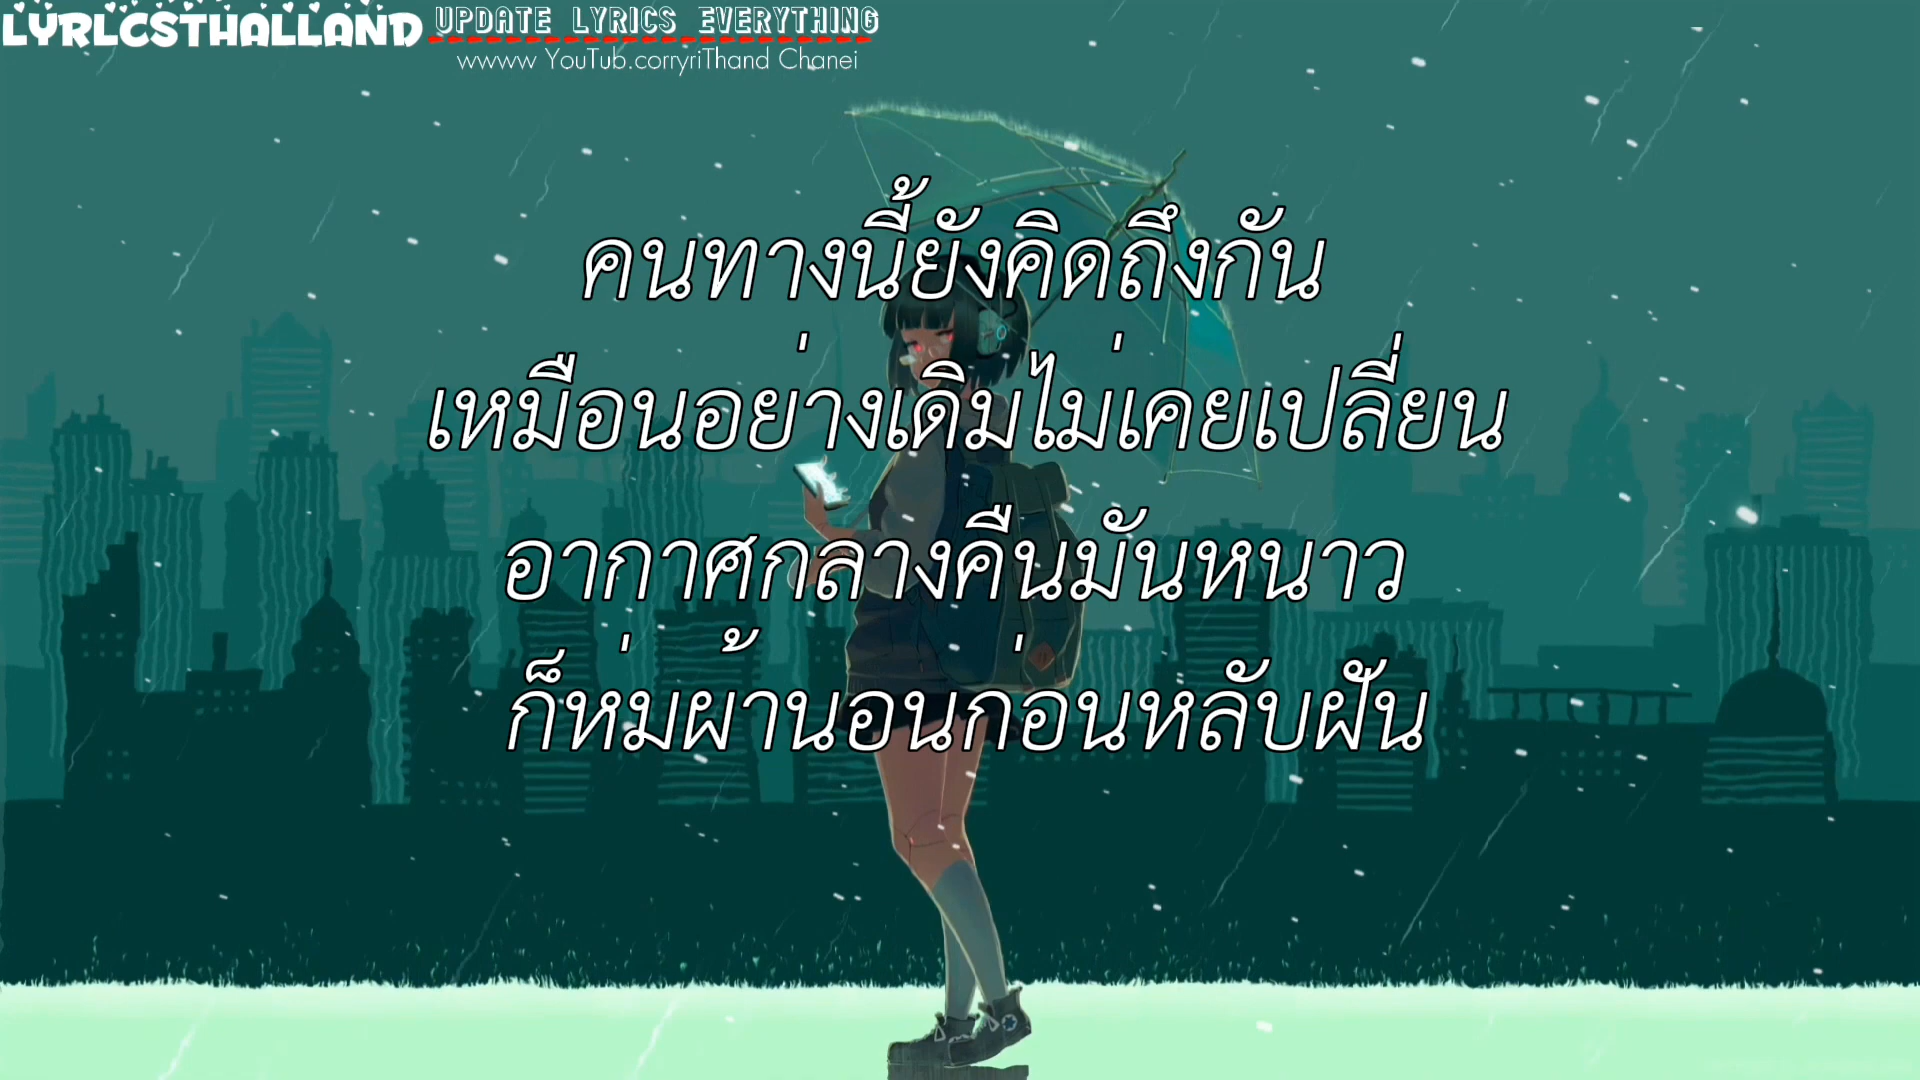 LYRLCSTHALLAND
UPDATE LYRICS EVERYTHING
wwww YouTub.corryriThand Chanei
คนทางนี้ยังคิดถึงกัน
เหมือนอย่างเดิมไม่เคยเปลี่ยน
อากาศกลางคืนมันหนาว
ก็ห่มผ้านอนก่อนหลับฝัน